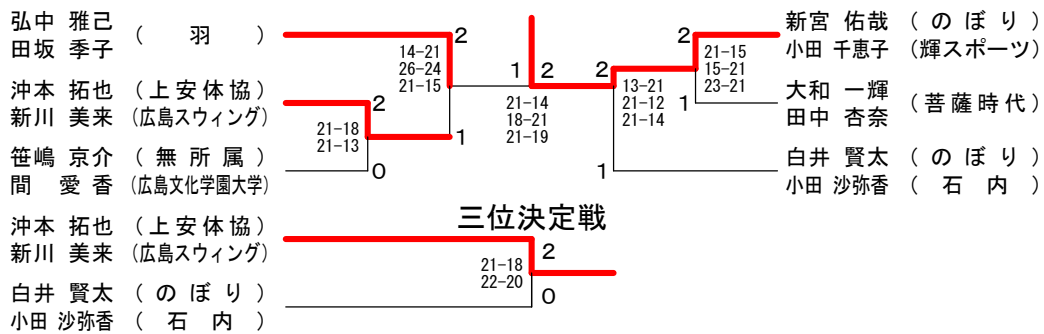 弘中 雅己
田坂 季子
( 羽 )
2
14-21
26-24
21-15
沖本 拓也 (上安体協)
新川 美来 (広島スウィング)
2
21-18
21-13
1
笹嶋 京介 (無所属)
間 愛香 (広島文化学園大学)
0
1 2
21-14
18-21
21-19
2
13-21
21-12
21-14
新宮 佑哉 (のぼり)
小田 千恵子 (輝スポーツ)
2
21-15
15-21
23-21
1
大和 一輝
田中 杏奈
(菩薩時代)
1
白井 賢太 (のぼり)
小田 沙弥香 (石内)
三位決定戦
沖本 拓也 (上安体協)
新川 美来 (広島スウィング)
2
21-18
22-20
0
白井 賢太 (のぼり)
小田 沙弥香 (石内)